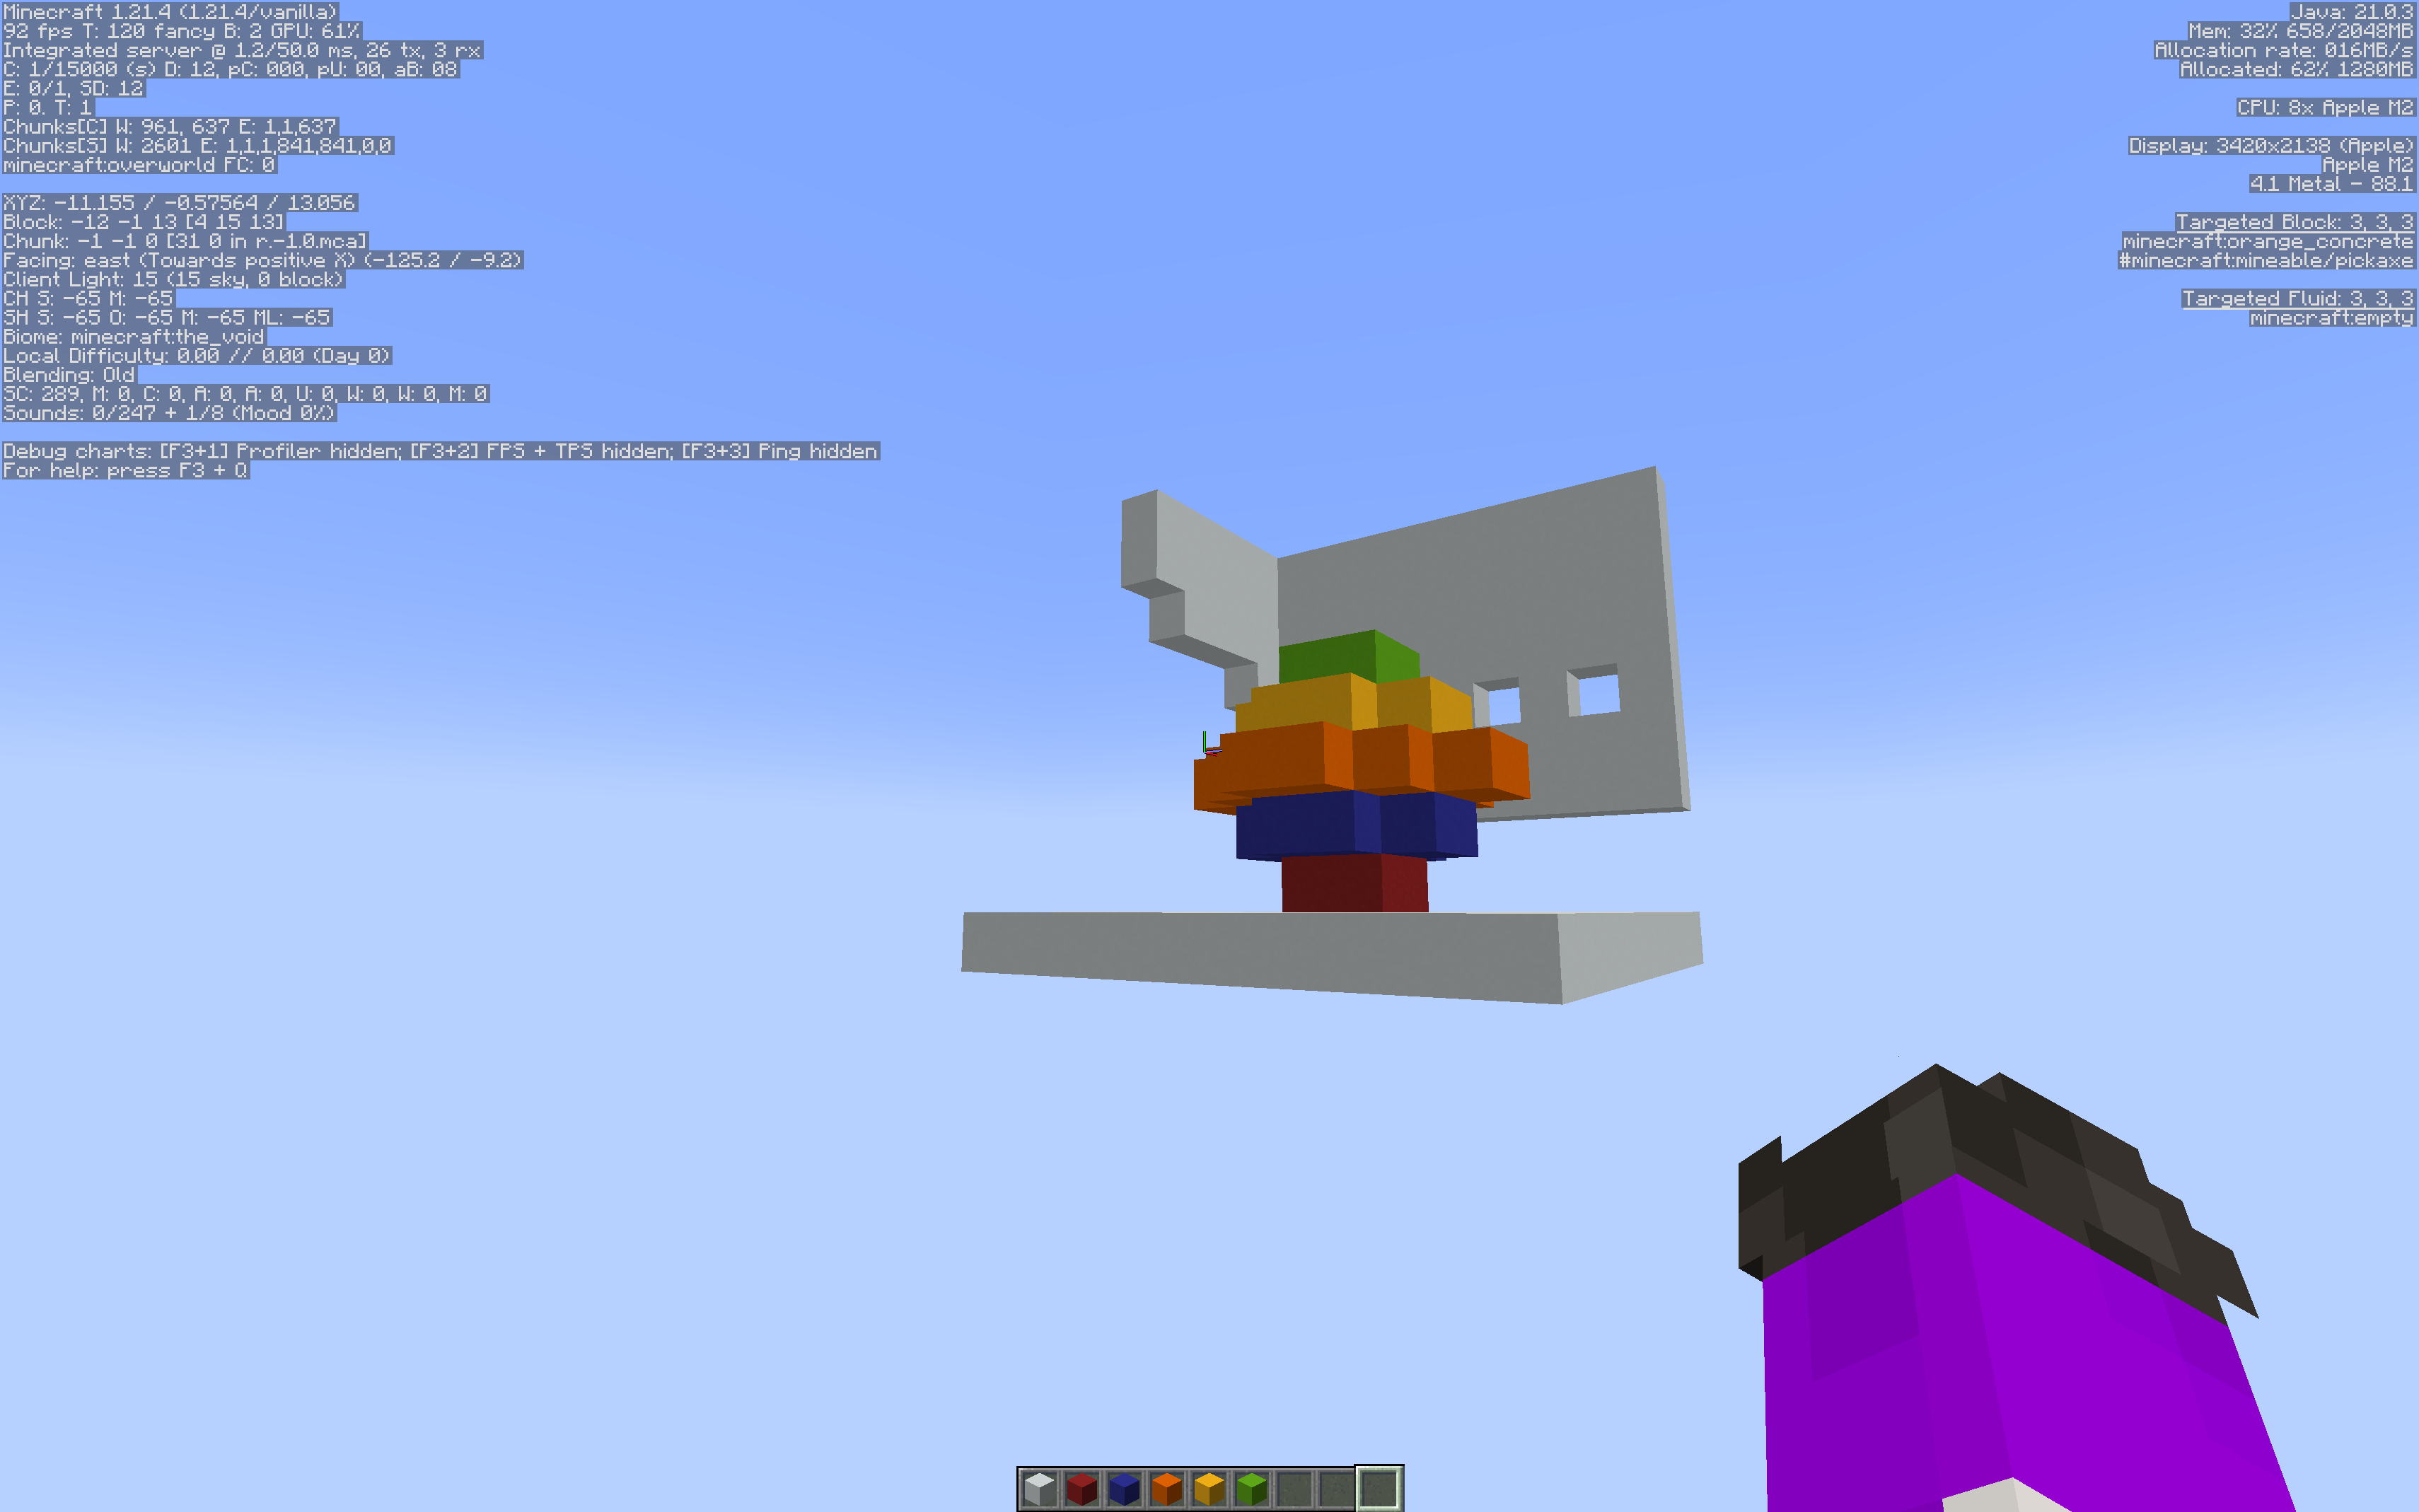 Minecraft 1.21.4 (1.21.4/vanilla)
92 fps T: 120 fancy B: 2 GPU: 61%
Integrated server @ 1.2/50.0 ms, 26 tx, 3 rx
C: 1/15000 (s) D: 12, pC: 000, pU: 00, aB: 08
E: 0/1, SD: 12
P: 0. T: 1
Chunks[C] W: 961, 637 E: 1,1,637
Chunks[S] W: 2601 E: 1,1,1,841,841,0,0
minecraft:overworld FC: 0
XYZ: -11.155 / -0.57564 / 13.056
Block: -12 -1 13 [4 15 13]
Chunk: -1 -1 0 [31 0 in r.-1.0.mca]
Facing: east (Towards positive X) (-125.2 / -9.2)
Client Light: 15 (15 sky, 0 block)
CH S: -65 M: -65
SH S: -65 O: -65 M: -65 ML: -65
Biome: minecraft:the_void
Local Difficulty: 0.00 // 0.00 (Day 0)
Blending: Old
SC: 289, M: 0, C: 0, A: 0, A: 0, U: 0, W: 0, W: 0, M: 0
Sounds: 0/247 + 1/8 (Mood 0%)
Debug charts: [F3+1] Profiler hidden; [F3+2] FPS + TPS hidden; [F3+3] Ping hidden
For help: press F3 + Q
Java: 21.0.3
Mem: 32% 658/2048MB
Allocation rate: 016MB/s
Allocated: 62% 1280MB
CPU: 8x Apple M2
Display: 3420x2138 (Apple)
Apple M2
4.1 Metal - 88.1
Targeted Block: 3, 3, 3
minecraft:orange_concrete
#minecraft:mineable/pickaxe
Targeted Fluid: 3, 3, 3
minecraft:empty